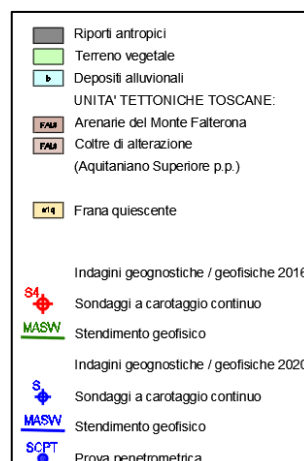 Riporti antropici
Terreno vegetale
b Depositi alluvionali
UNITA' TETTONICHE TOSCANE:
Arenarie del Monte Falterona
Coltre di alterazione
(Aquitaniano Superiore p.p.)
a1q Frana quiescente
Indagini geognostiche / geofisiche 2016
S4 Sondaggi a carotaggio continuo
MASW Stendimento geofisico
Indagini geognostiche / geofisiche 2020
S Sondaggi a carotaggio continuo
MASW Stendimento geofisico
SCPT Prova penetrometrica